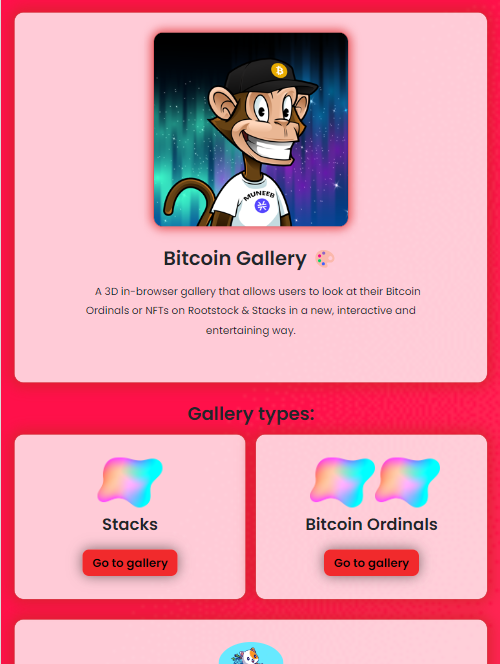 MUNEEB
Bitcoin Gallery 🎨
A 3D in-browser gallery that allows users to look at their Bitcoin
Ordinals or NFTs on Rootstock & Stacks in a new, interactive and
entertaining way.
Gallery types:
Stacks
Bitcoin Ordinals
Go to gallery
Go to gallery